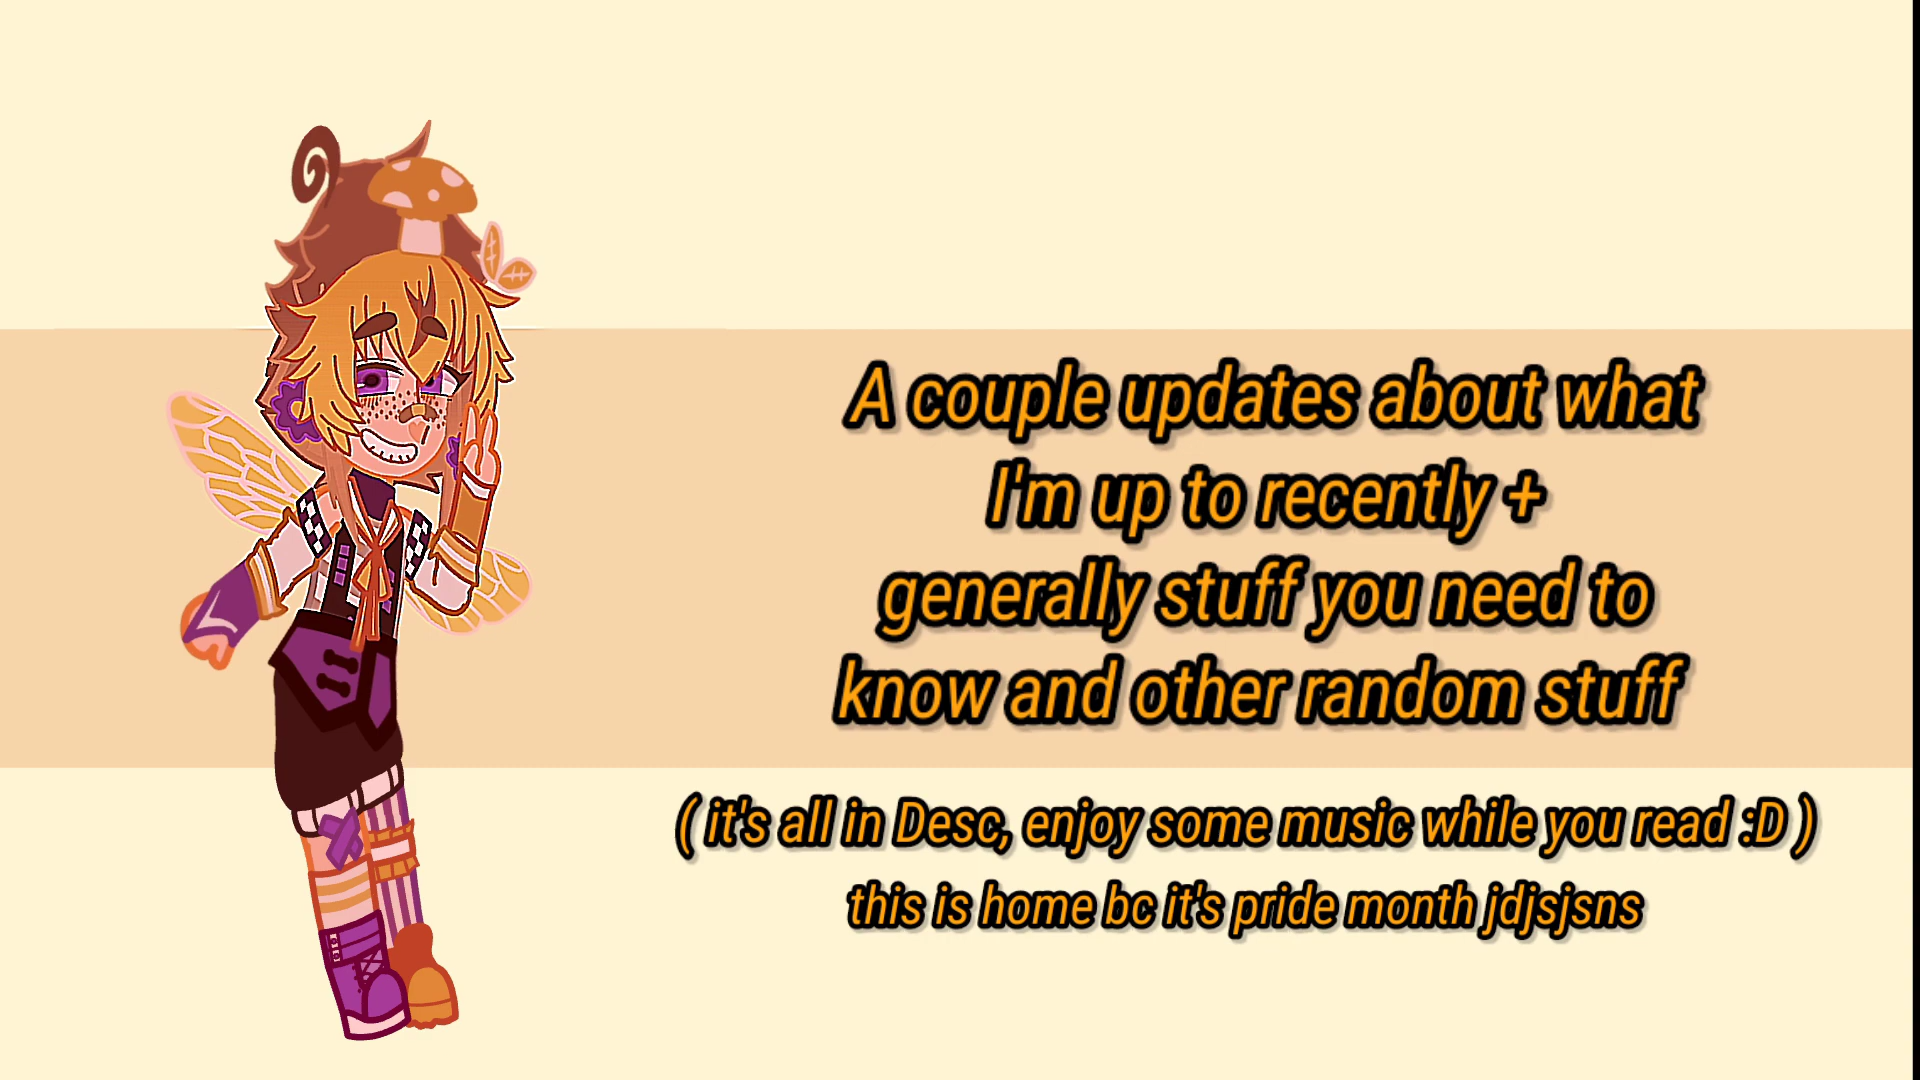 A couple updates about what
I'm up to recently +
generally stuff you need to
know and other random stuff
( it's all in Desc, enjoy some music while you read :D )
this is home bc it's pride month jdjsjsns